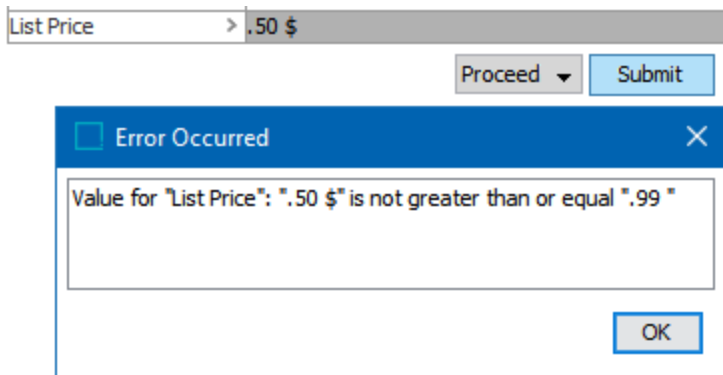 List Price > .50 $
Proceed Submit
Error Occurred
Value for "List Price": ".50 $" is not greater than or equal ".99 "
OK